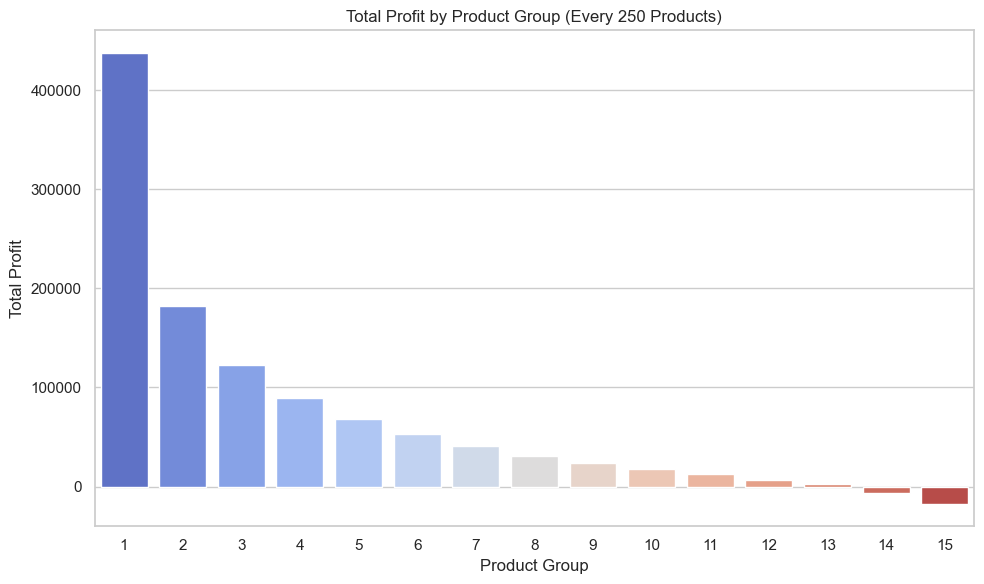 Total Profit by Product Group (Every 250 Products)
Total Profit
400000
300000
200000
100000
0
1 2 3 4 5 6 7 8 9 10 11 12 13 14 15
Product Group